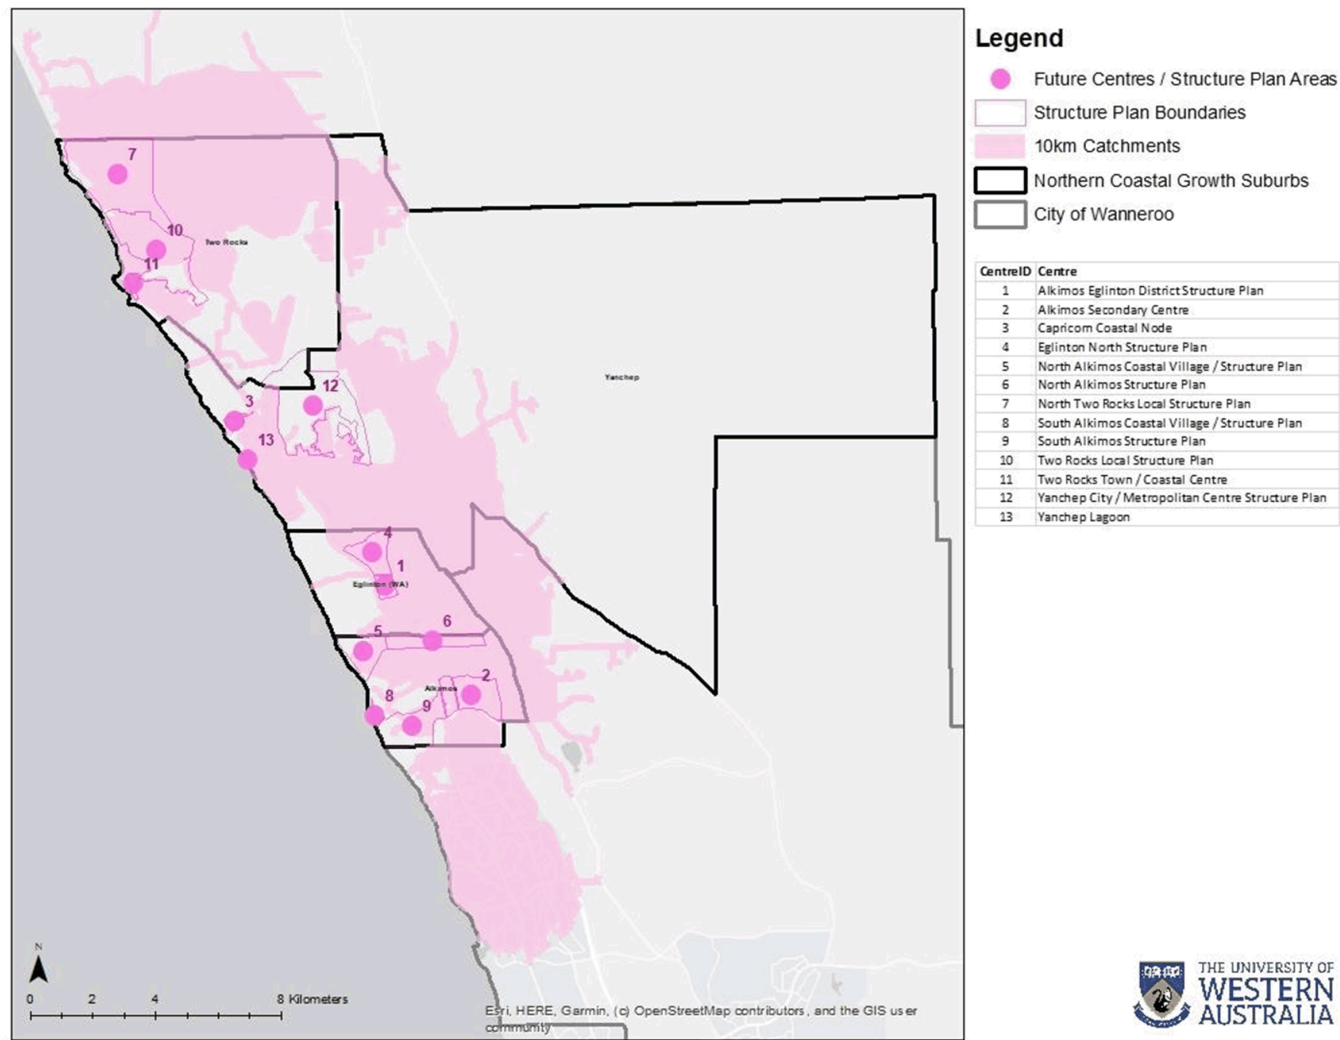 Legend
Future Centres / Structure Plan Areas
Structure Plan Boundaries
10km Catchments
Northern Coastal Growth Suburbs
City of Wanneroo
CentreID Centre
1 Alkimos Eglinton District Structure Plan
2 Alkimos Secondary Centre
3 Capricorn Coastal Node
4 Eglinton North Structure Plan
5 North Alkimos Coastal Village / Structure Plan
6 North Alkimos Structure Plan
7 North Two Rocks Local Structure Plan
8 South Alkimos Coastal Village / Structure Plan
9 South Alkimos Structure Plan
10 Two Rocks Local Structure Plan
11 Two Rocks Town / Coastal Centre
12 Yanchep City / Metropolitan Centre Structure Plan
13 Yanchep Lagoon
7
10
Two Rocks
11
Yanchep
12
3
13
4
1
Eglinton (WA)
6
5
2
Alkimos
8
9
N
0 2 4 8 Kilometers
Esri, HERE, Garmin, (c) OpenStreetMap contributors, and the GIS user
community
THE UNIVERSITY OF
WESTERN
AUSTRALIA